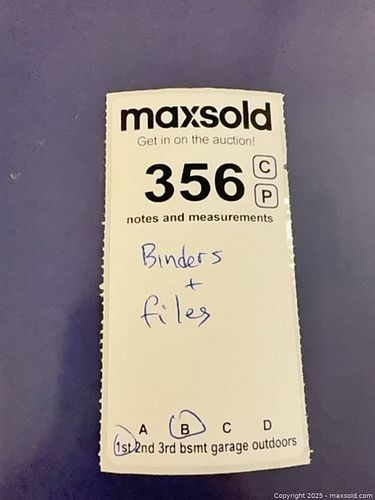 maxsold
Get in on the auction!
356 C
P
notes and measurements
Binders
+
files
A B C D
1st 2nd 3rd bsmt garage outdoors
Copyright 2025 - maxsold.com